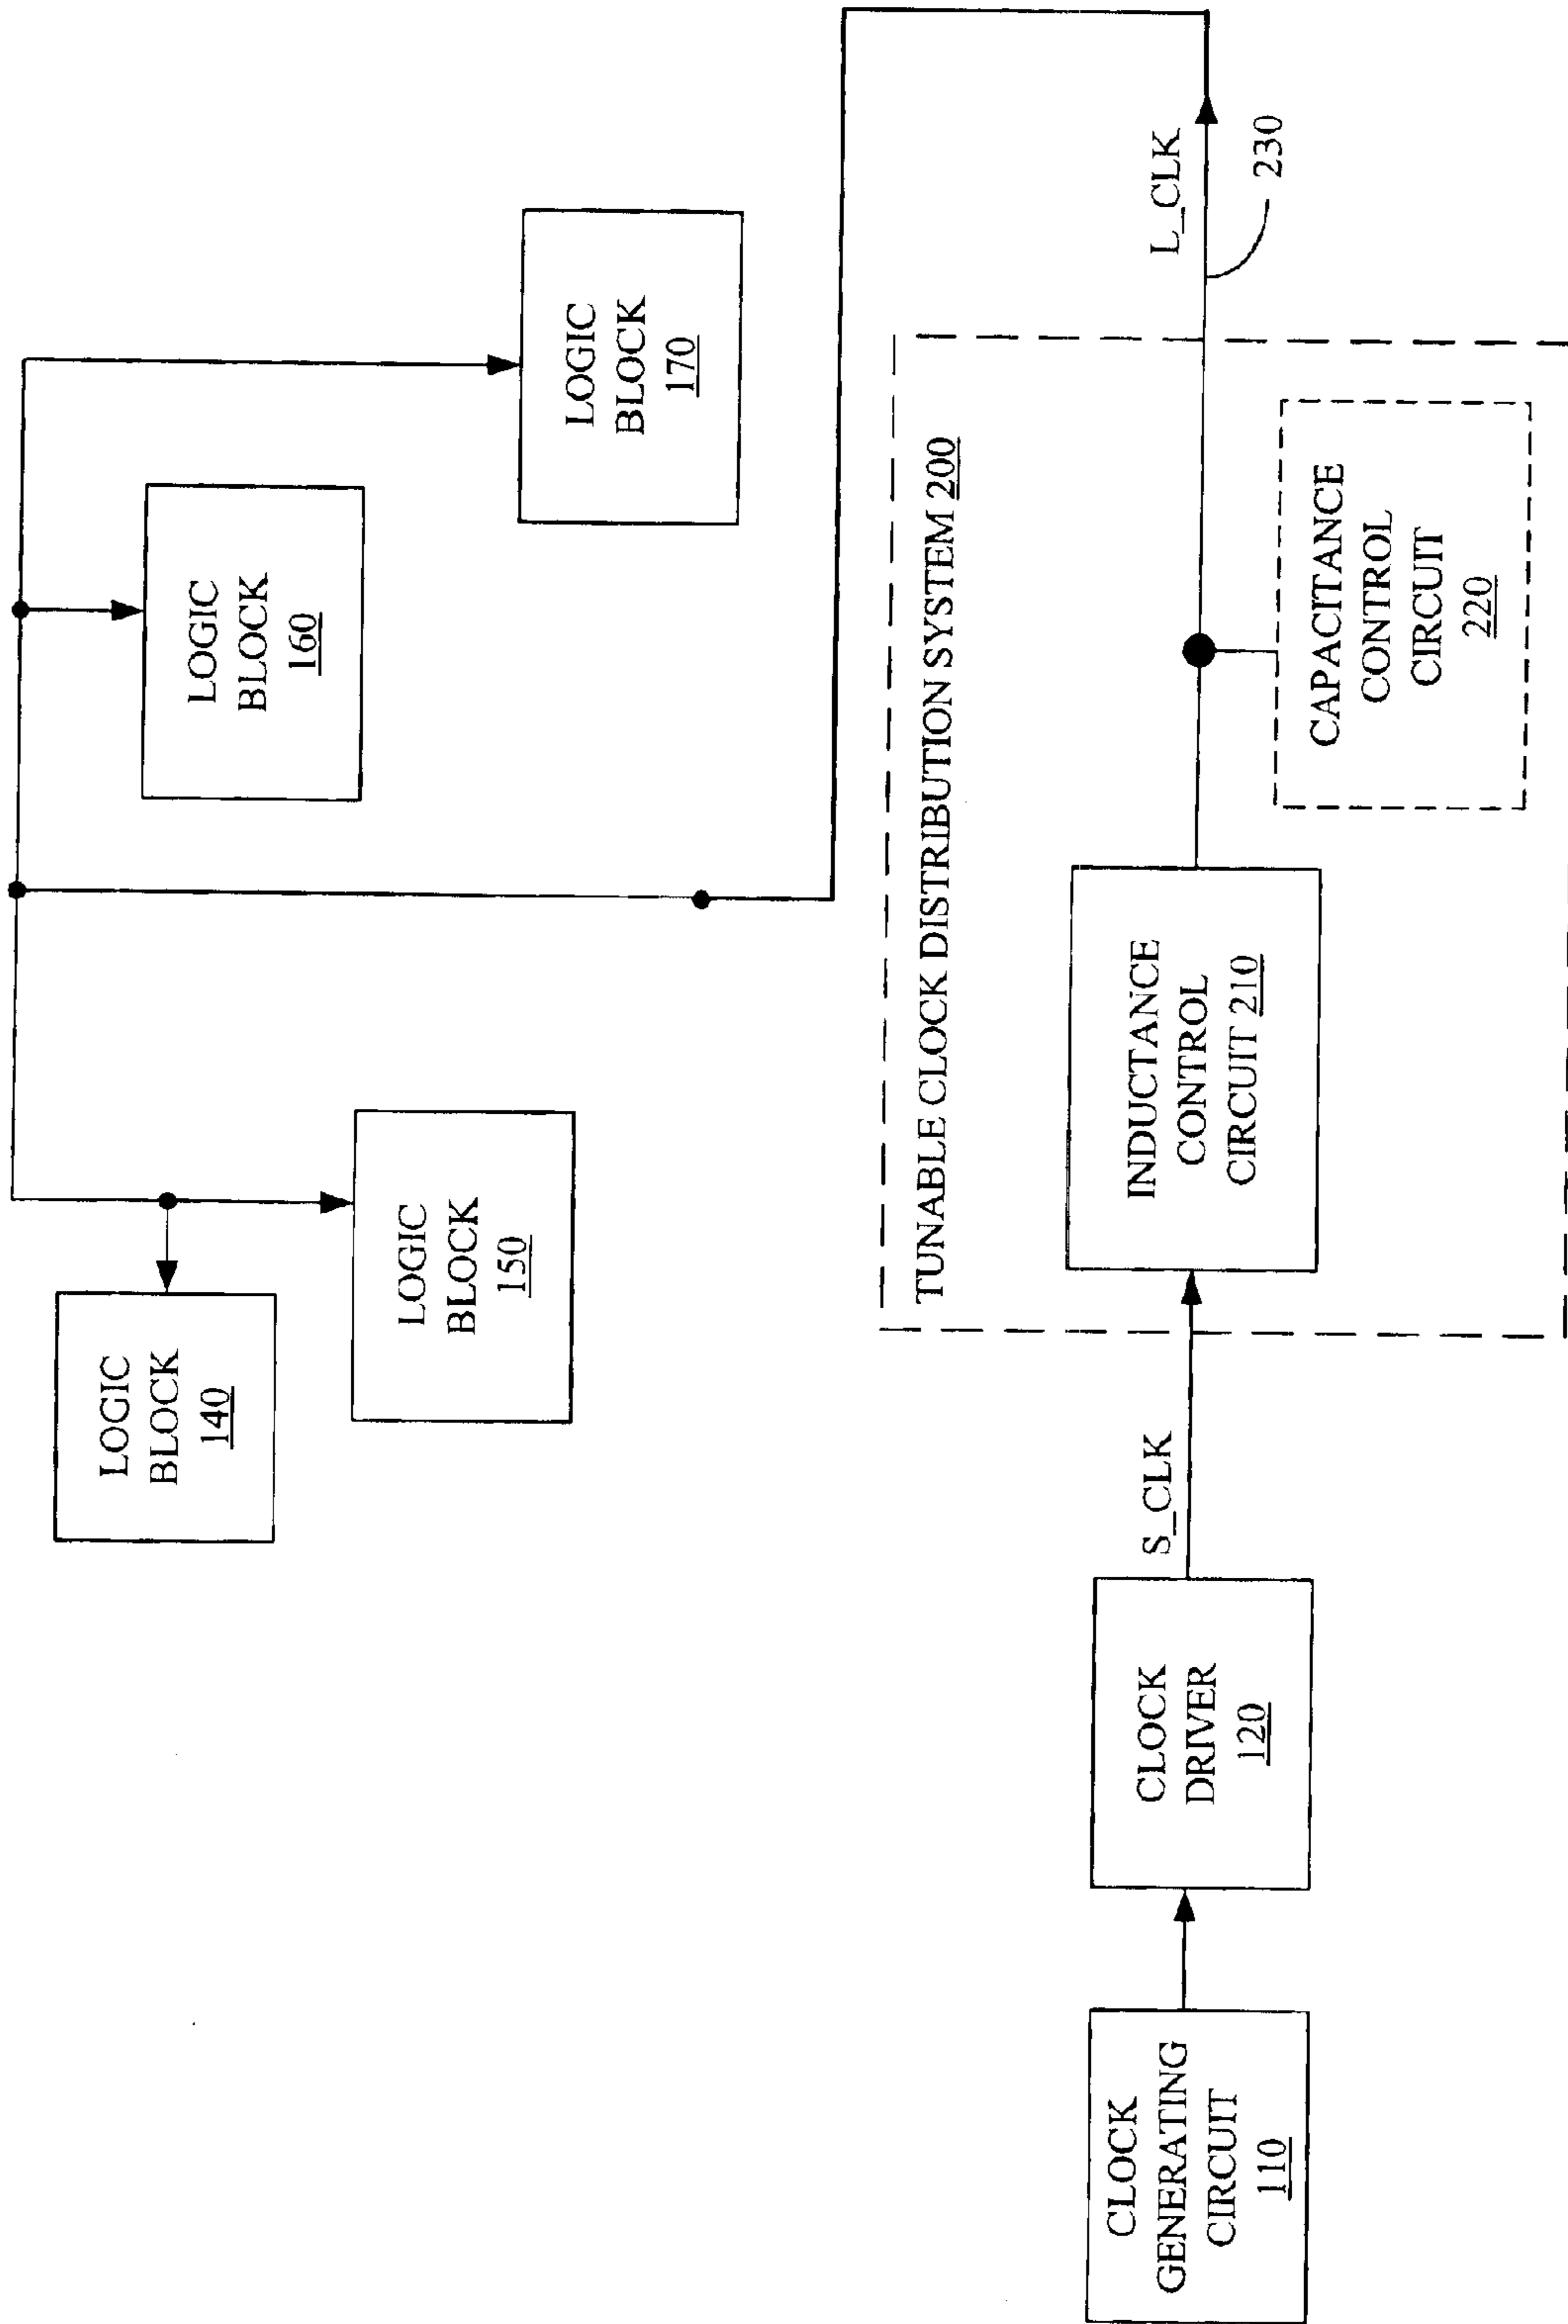 LOGIC
BLOCK
140
LOGIC
BLOCK
150
LOGIC
BLOCK
160
LOGIC
BLOCK
170
TUNABLE CLOCK DISTRIBUTION SYSTEM 200
CLOCK
GENERATING
CIRCUIT
110
CLOCK
DRIVER
120
S_CLK
INDUCTANCE
CONTROL
CIRCUIT 210
CAPACITANCE
CONTROL
CIRCUIT
220
L_CLK
230